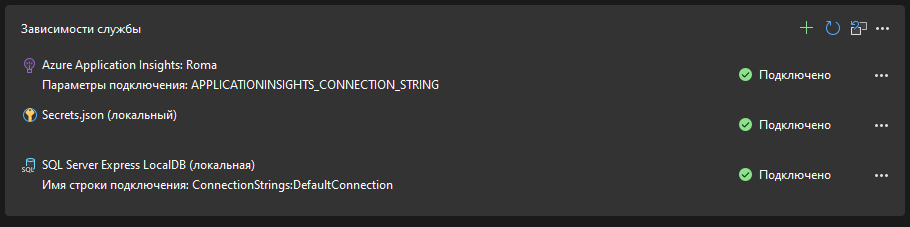 Зависимости службы
Azure Application Insights: Roma
Параметры подключения: APPLICATIONINSIGHTS_CONNECTION_STRING
Подключено
Secrets.json (локальный)
Подключено
SQL Server Express LocalDB (локальная)
Имя строки подключения: ConnectionStrings:DefaultConnection
Подключено
SQL